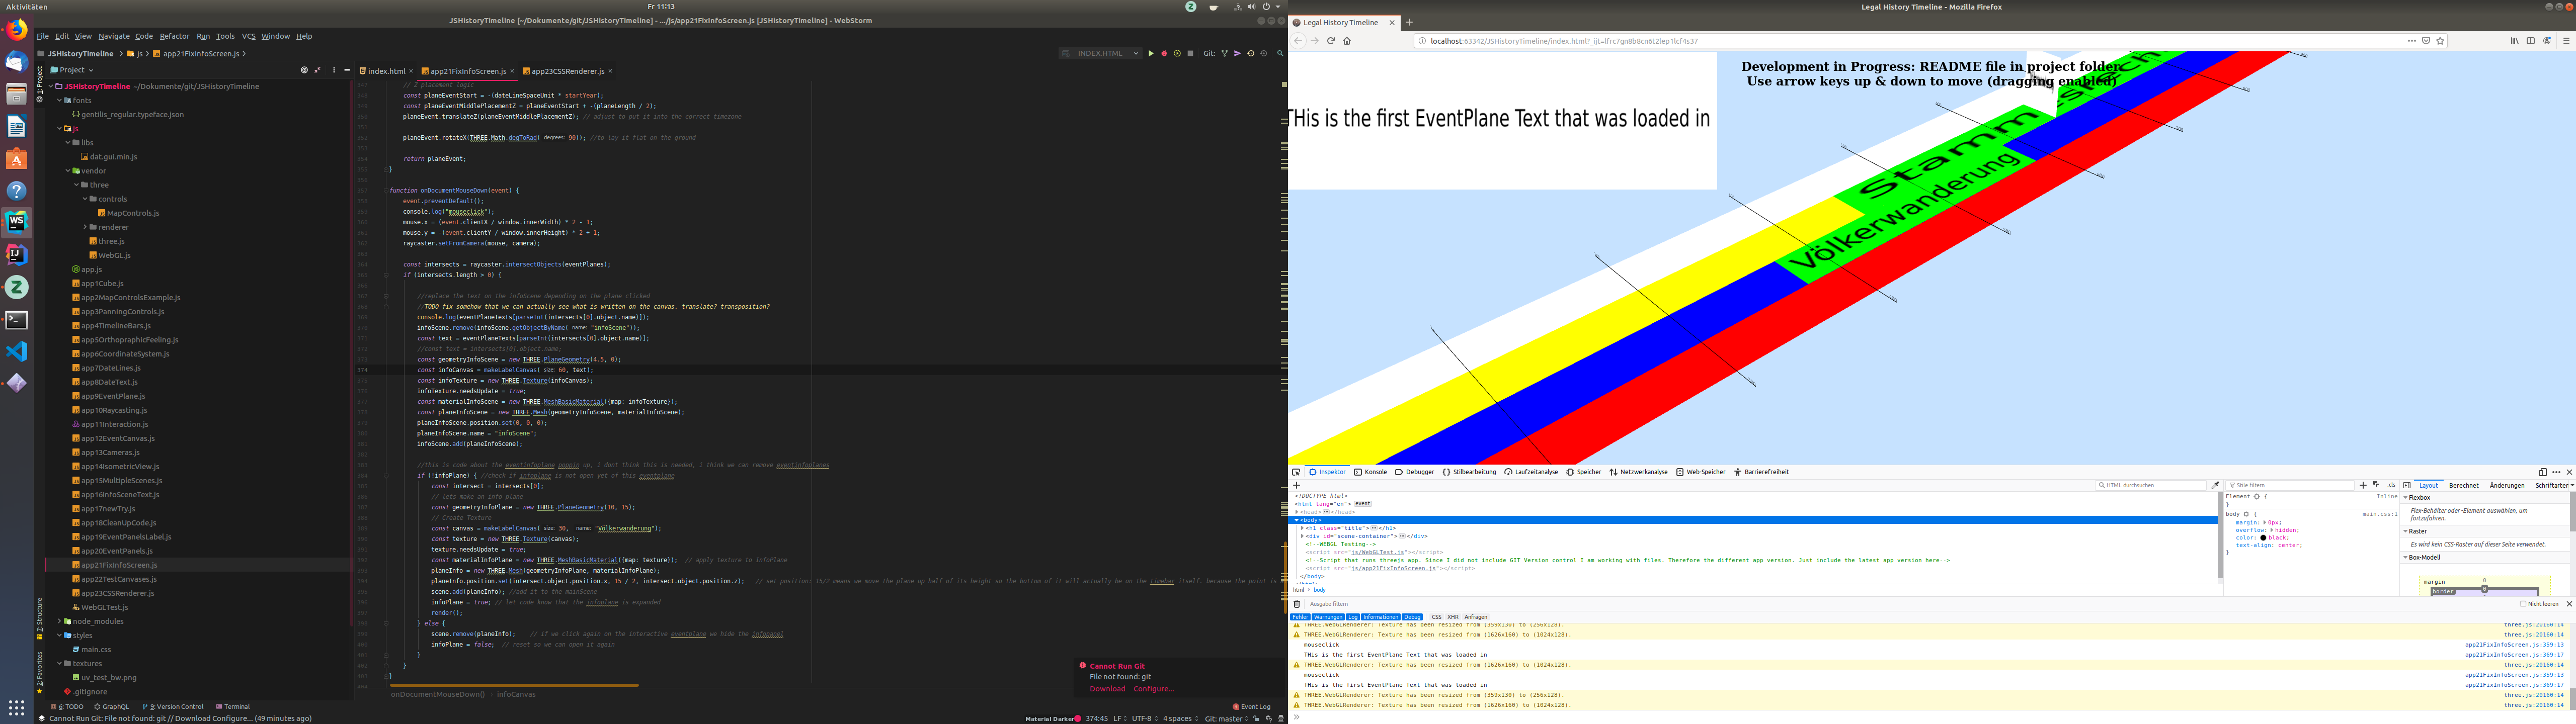 Aktivitäten
Fr 11:13
JSHistoryTimeline [~/Dokumente/git/JSHistoryTimeline] - .../js/app21FixInfoScreen.js [JSHistoryTimeline] - WebStorm
File Edit View Navigate Code Refactor Run Tools VCS Window Help
JSHistoryTimeline js app21FixInfoScreen.js
INDEX.HTML
Git:
Project
index.html
app21FixInfoScreen.js
app23CSSRenderer.js
JSHistoryTimeline ~/Dokumente/git/JSHistoryTimeline
fonts
gentilis_regular.typeface.json
js
libs
dat.gui.min.js
vendor
three
controls
MapControls.js
renderer
three.js
WebGL.js
app.js
app1Cube.js
app2MapControlsExample.js
app3PanningControls.js
app4TimelineBars.js
app5OrthoprahicFeeling.js
app6CoordinateSystem.js
app7DateLines.js
app8DateText.js
app9EventPlane.js
app10Raycasting.js
app11Interaction.js
app12EventCanvas.js
app13Cameras.js
app14IsometricView.js
app15MultipleScenes.js
app16InfoSceneText.js
app17newTry.js
app18CleanUpCode.js
app19EventPanelsLabel.js
app20EventPanels.js
app21FixInfoScreen.js
app22TestCanvases.js
app23CSSRenderer.js
WebGLTest.js
node_modules
styles
main.css
textures
uv_test_bw.png
.gitignore
// Z placement logic
const planeEventStart = -(dateLineSpaceUnit * startYear);
const planeEventMiddlePlacementZ = planeEventStart + -(planeLength / 2);
planeEvent.translateZ(planeEventMiddlePlacementZ); // adjust to put it into the correct timezone
planeEvent.rotateX(THREE.Math.degToRad( degrees: 90)); //to lay it flat on the ground
return planeEvent;
}
function onDocumentMouseDown(event) {
event.preventDefault();
console.log("mouseclick");
mouse.x = (event.clientX / window.innerWidth) * 2 - 1;
mouse.y = -(event.clientY / window.innerHeight) * 2 + 1;
raycaster.setFromCamera(mouse, camera);
const intersects = raycaster.intersectObjects(eventPlanes);
if (intersects.length > 0) {
//replace the text on the infoScene depending on the plane clicked
//TODO fix somehow that we can actually see what is written on the canvas. translate? transposition?
console.log(eventPlaneTexts[parseInt(intersects[0].object.name)]);
infoScene.remove(infoScene.getObjectByName( name: "infoScene"));
const text = eventPlaneTexts[parseInt(intersects[0].object.name)];
//const text = intersects[0].object.name;
const geometryInfoScene = new THREE.PlaneGeometry(4.5, 0);
const infoCanvas = makeLabelCanvas( size: 60, text);
const infoTexture = new THREE.Texture(infoCanvas);
infoTexture.needsUpdate = true;
const materialInfoScene = new THREE.MeshBasicMaterial({map: infoTexture});
const planeInfoScene = new THREE.Mesh(geometryInfoScene, materialInfoScene);
planeInfoScene.position.set(0, 0, 0);
planeInfoScene.name = "infoScene";
infoScene.add(planeInfoScene);
//this is code about the eventinfoplane poppin up, i dont think this is needed, i think we can remove eventinfoplanes
if (!infoPlane) { //check if infoplane is not open yet of this eventplane
const intersect = intersects[0];
// lets make an info-plane
const geometryInfoPlane = new THREE.PlaneGeometry(10, 15);
// Create Texture
const canvas = makeLabelCanvas( size: 30, name: "Völkerwanderung");
const texture = new THREE.Texture(canvas);
texture.needsUpdate = true;
const materialInfoPlane = new THREE.MeshBasicMaterial({map: texture}); // apply texture to InfoPlane
planeInfo = new THREE.Mesh(geometryInfoPlane, materialInfoPlane);
planeInfo.position.set(intersect.object.position.x, 15 / 2, intersect.object.position.z); // set position: 15/2 means we move the plane up half of its height so the bottom of it will actually be on the timebar itself. because the point is
scene.add(planeInfo); //add it to the mainScene
infoPlane = true; // let code know that the infoplane is expanded
render();
} else {
scene.remove(planeInfo); // if we click again on the interactive eventplane we hide the infopanel
infoPlane = false; // reset so we can open it again
}
}
}
onDocumentMouseDown() infoCanvas
Cannot Run Git
File not found: git
Download Configure...
1: Project
7: Structure
2: Favorites
6: TODO GraphQL 9: Version Control Terminal
Event Log
Cannot Run Git: File not found: git // Download Configure... (49 minutes ago)
Material Darker 374:45 LF UTF-8 4 spaces Git: master
Legal History Timeline - Mozilla Firefox
Legal History Timeline
localhost:63342/JSHistoryTimeline/index.html?_ijt=lfrc7gn8b8cn6t2lep1lcf4s37
THis is the first EventPlane Text that was loaded in
Development in Progress: README file in project folder.
Use arrow keys up & down to move (dragging enabled)
Stamm
Völkerwanderung
Inspektor Konsole Debugger Stilbearbeitung Laufzeitanalyse Speicher Netzwerkanalyse Web-Speicher Barrierefreiheit
HTML durchsuchen
<!DOCTYPE html>
<html lang="en"> event
<head> </head>
<body>
<h1 class="title"> </h1>
<div id="scene-container"> </div>
<!--WEBGL Testing-->
<script src="js/WebGLTest.js"></script>
<!--Script that runs threejs app. Since I did not include GIT Version control I am working with files. Therefore the different app version. Just include the latest app version here-->
<script src="js/app21FixInfoScreen.js"></script>
</body>
html body
Stile filtern
.cls
Element { Inline
}
body { main.css:1
margin: 0px;
overflow: hidden;
color: black;
text-align: center;
}
Layout Berechnet Änderungen Schriftarten
Flexbox
Flex-Behälter oder -Element auswählen, um fortzufahren.
Raster
Es wird kein CSS-Raster auf dieser Seite verwendet.
Box-Modell
margin 0
border 0
Ausgabe filtern
Nicht leeren
Fehler Warnungen Log Informationen Debug CSS XHR Anfragen
THREE.WebGLRenderer: Texture has been resized from (359x130) to (256x128). three.js:20160:14
THREE.WebGLRenderer: Texture has been resized from (1626x160) to (1024x128). three.js:20160:14
mouseclick app21FixInfoScreen.js:359:13
THis is the first EventPlane Text that was loaded in app21FixInfoScreen.js:369:17
THREE.WebGLRenderer: Texture has been resized from (1626x160) to (1024x128). three.js:20160:14
mouseclick app21FixInfoScreen.js:359:13
THis is the first EventPlane Text that was loaded in app21FixInfoScreen.js:369:17
THREE.WebGLRenderer: Texture has been resized from (359x130) to (256x128). three.js:20160:14
THREE.WebGLRenderer: Texture has been resized from (1626x160) to (1024x128). three.js:20160:14